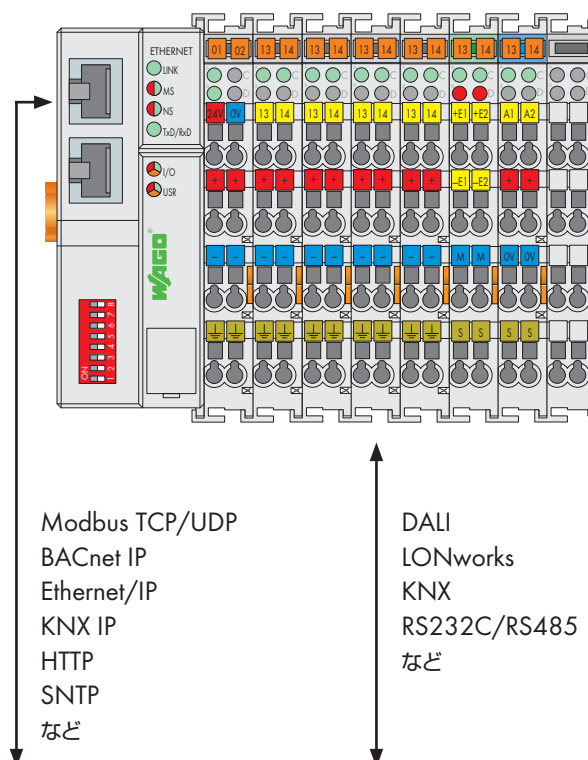 ETHERNET
LINK
MS
NS
TxD/RxD
I/O
USR
WAGO
ON
1 2 3 4 5 6 7 8
01 02 13 14 13 14 13 14 13 14 13 14 13 14
C C C C C C C
D D D D D D D
24V 0V 13 14 13 14 13 14 13 14 +E1 +E2 A1 A2
+ + + + + + + + + + –E1 –E2 + +
– – – – – – – – – – M M 0V 0V
S S S S
Modbus TCP/UDP
BACnet IP
Ethernet/IP
KNX IP
HTTP
SNTP
など
DALI
LONworks
KNX
RS232C/RS485
など